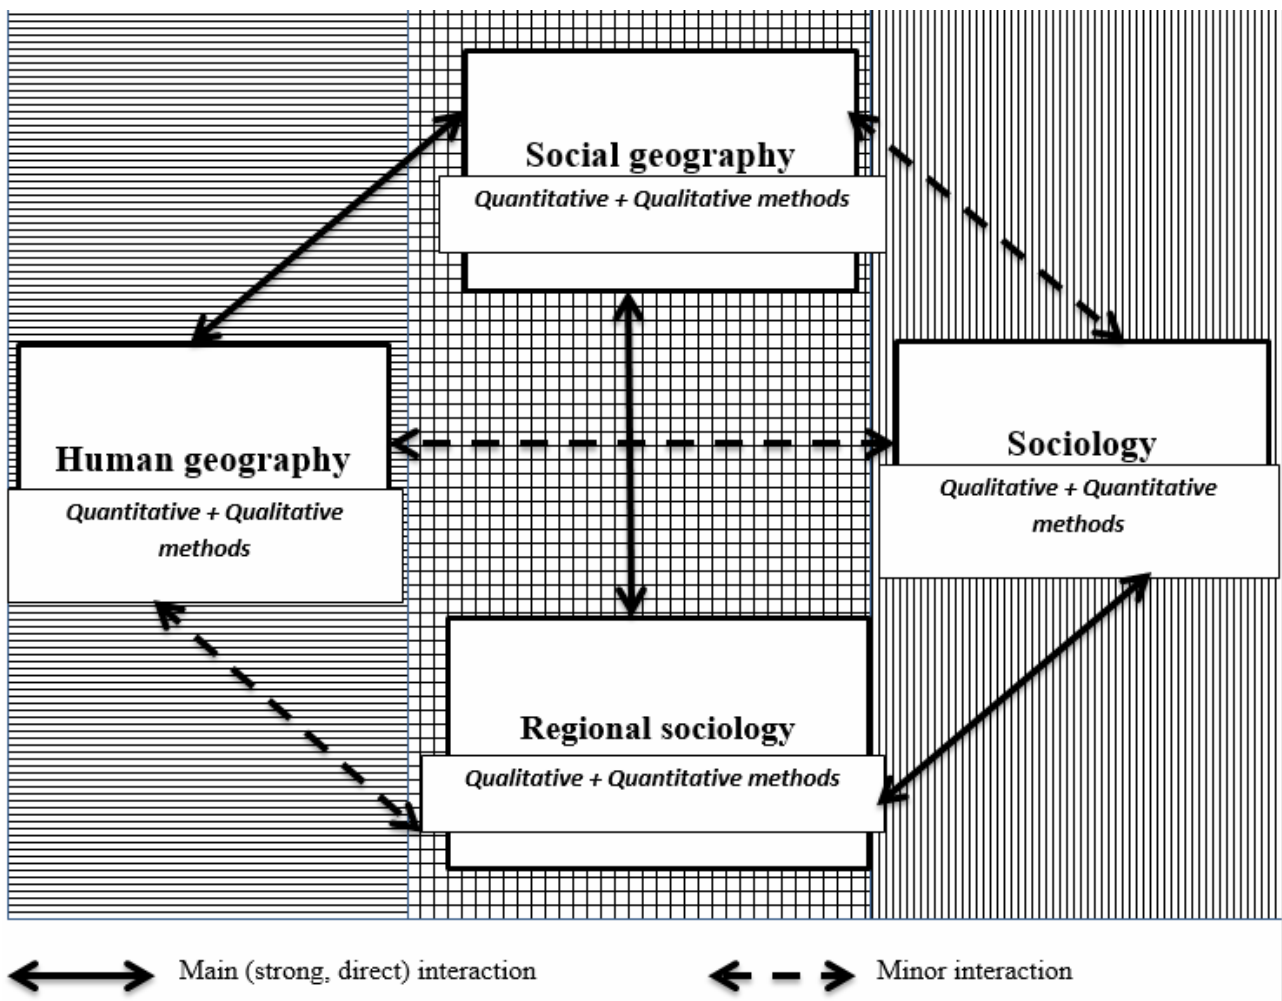 Social geography
Quantitative + Qualitative methods
Human geography
Quantitative + Qualitative
methods
Sociology
Qualitative + Quantitative
methods
Regional sociology
Qualitative + Quantitative methods
Main (strong, direct) interaction
Minor interaction